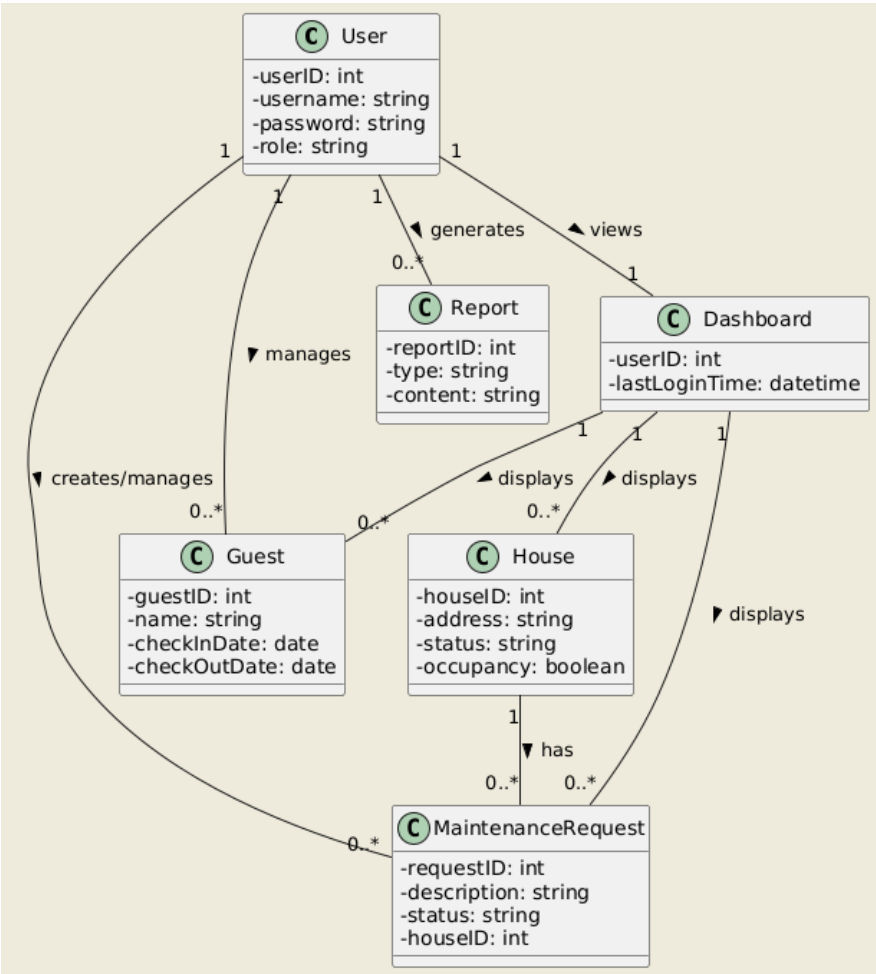 C User
-userID: int
-username: string
-password: string
-role: string
1
1
1
1
generates
views
0..*
1
C Report
-reportID: int
-type: string
-content: string
C Dashboard
-userID: int
-lastLoginTime: datetime
manages
1
1
1
creates/manages
displays
displays
0..*
0..*
0..*
C Guest
-guestID: int
-name: string
-checkInDate: date
-checkOutDate: date
C House
-houseID: int
-address: string
-status: string
-occupancy: boolean
displays
1
has
0..*
0..*
0..*
C MaintenanceRequest
-requestID: int
-description: string
-status: string
-houseID: int